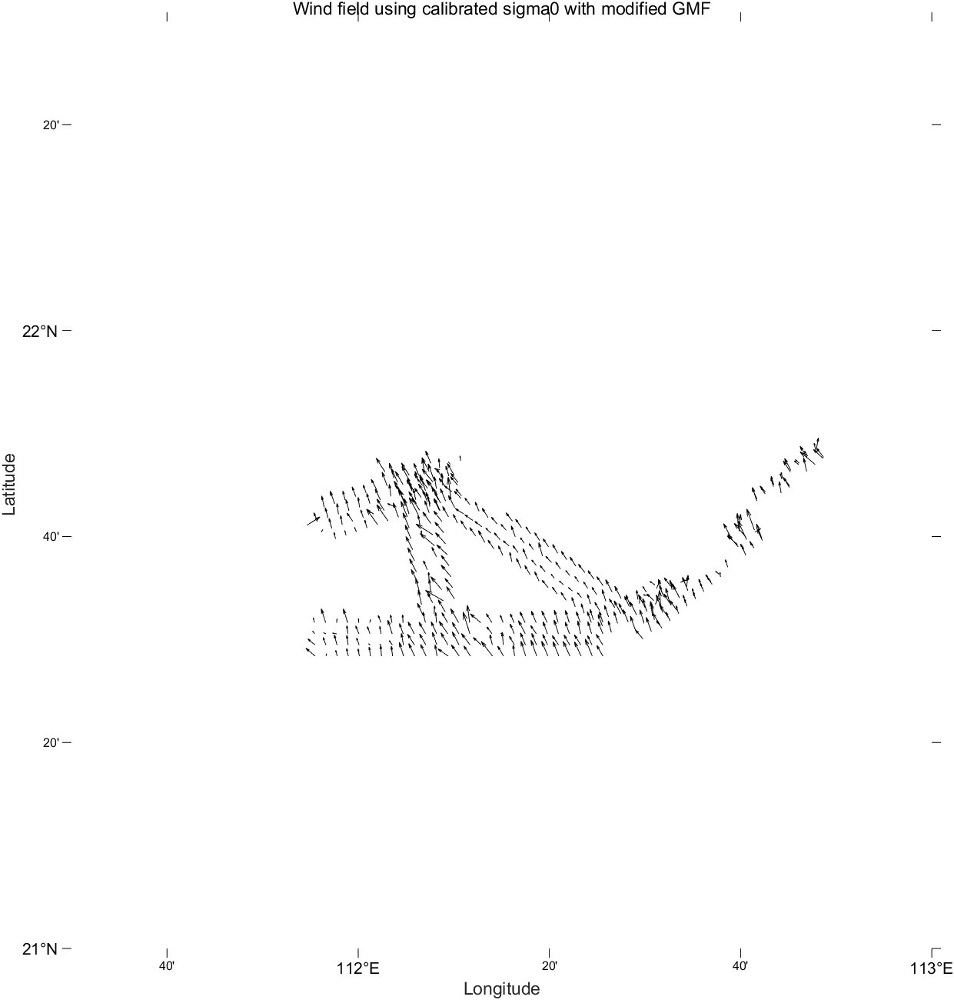 Wind field using calibrated sigma0 with modified GMF
20'
22°N
Latitude
40'
20'
21°N
40'
112°E
20'
40'
113°E
Longitude